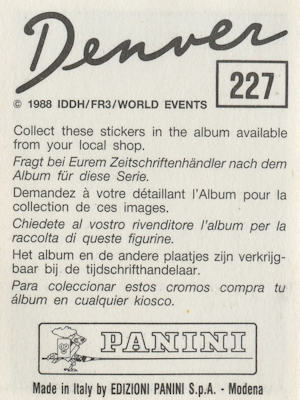 Denver
227
© 1988 IDDH/FR3/WORLD EVENTS
Collect these stickers in the album available
from your local shop.
Fragt bei Eurem Zeitschriftenhändler nach dem
Album für diese Serie.
Demandez à votre détaillant l'Album pour la
collection de ces images.
Chiedete al vostro rivenditore l'album per la
raccolta di queste figurine.
Het album en de andere plaatjes zijn verkrijg-
baar bij de tijdschrifthandelaar.
Para coleccionar estos cromos compra tu
álbum en cualquier kiosco.
PANINI
Made in Italy by EDIZIONI PANINI S.p.A. - Modena